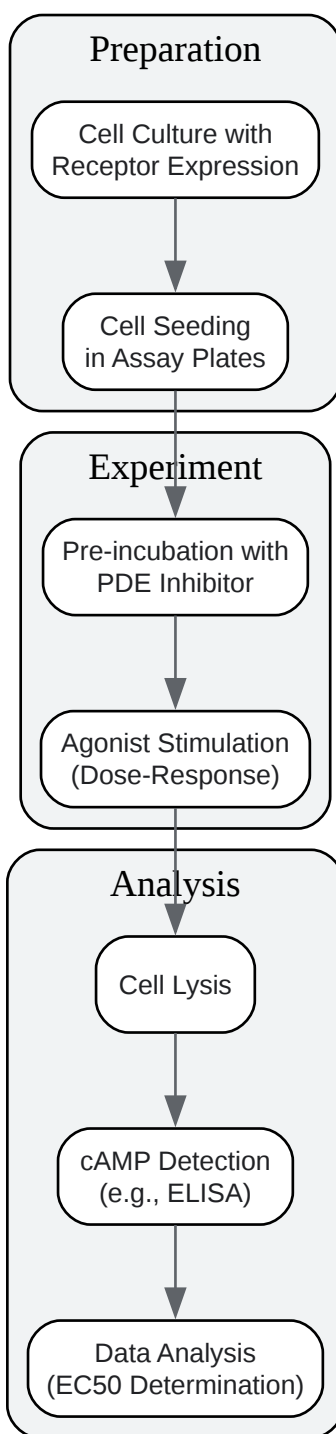 Preparation
Cell Culture with
Receptor Expression
Cell Seeding
in Assay Plates
Experiment
Pre-incubation with
PDE Inhibitor
Agonist Stimulation
(Dose-Response)
Analysis
Cell Lysis
cAMP Detection
(e.g., ELISA)
Data Analysis
(EC50 Determination)